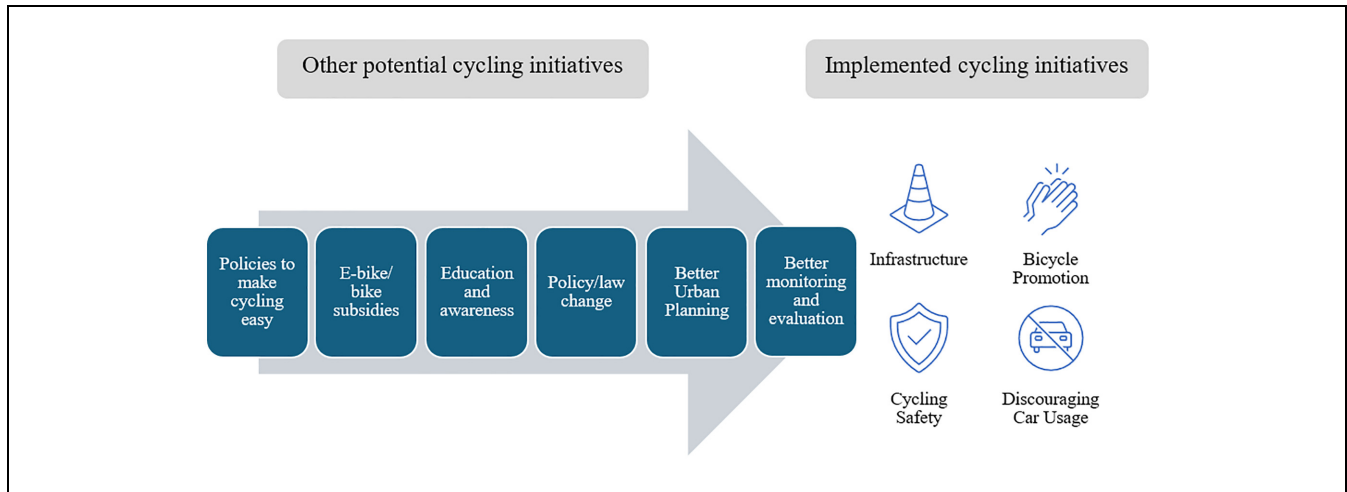 Other potential cycling initiatives
Implemented cycling initiatives
Policies to
make
cycling
easy
E-bike/
bike
subsidies
Education
and
awareness
Policy/law
change
Better
Urban
Planning
Better
monitoring
and
evaluation
Infrastructure
Bicycle
Promotion
Cycling
Safety
Discouraging
Car Usage